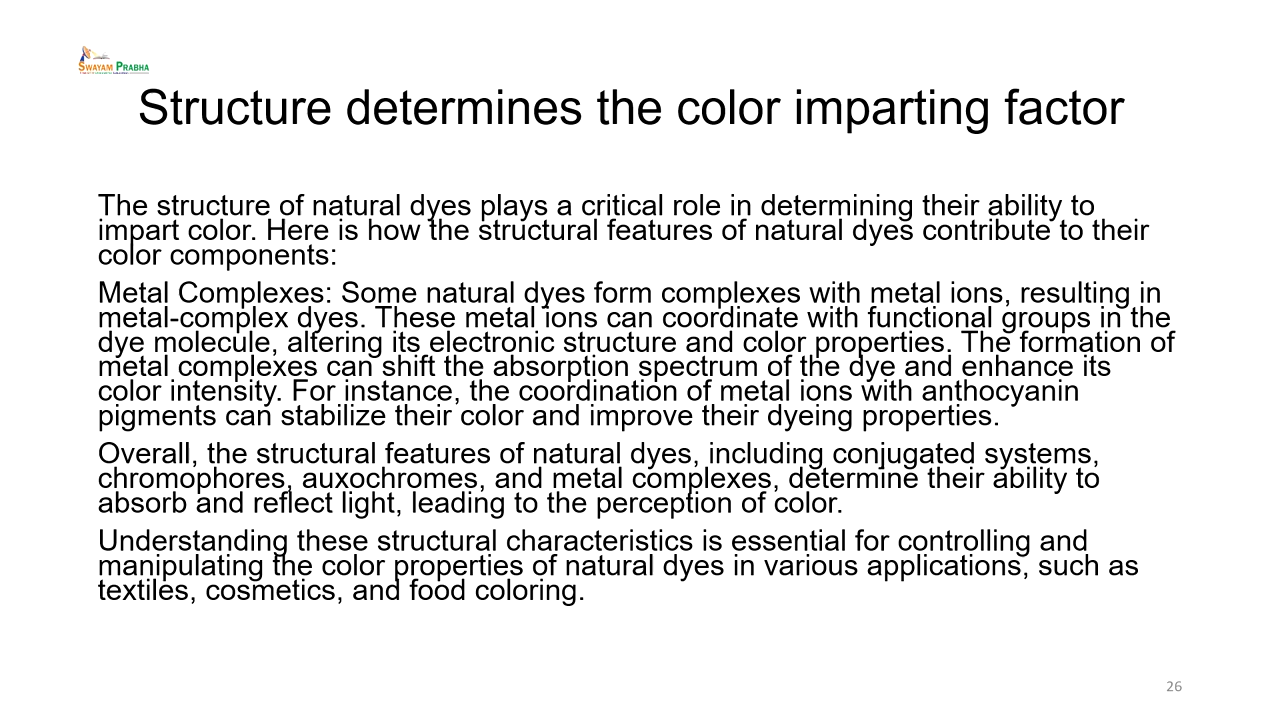 SWAYAM PRABHA
Structure determines the color imparting factor
The structure of natural dyes plays a critical role in determining their ability to
impart color. Here is how the structural features of natural dyes contribute to their
color components:
Metal Complexes: Some natural dyes form complexes with metal ions, resulting in
metal-complex dyes. These metal ions can coordinate with functional groups in the
dye molecule, altering its electronic structure and color properties. The formation of
metal complexes can shift the absorption spectrum of the dye and enhance its
color intensity. For instance, the coordination of metal ions with anthocyanin
pigments can stabilize their color and improve their dyeing properties.
Overall, the structural features of natural dyes, including conjugated systems,
chromophores, auxochromes, and metal complexes, determine their ability to
absorb and reflect light, leading to the perception of color.
Understanding these structural characteristics is essential for controlling and
manipulating the color properties of natural dyes in various applications, such as
textiles, cosmetics, and food coloring.
26